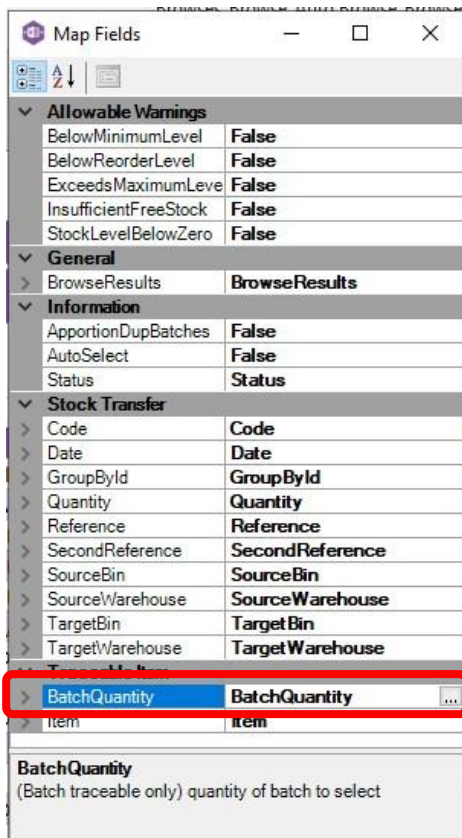 Map Fields
Allowable Warnings
BelowMinimumLevel False
BelowReorderLevel False
ExceedsMaximumLeve False
InsufficientFreeStock False
StockLevelBelowZero False
General
BrowseResults BrowseResults
Information
ApportionDupBatches False
AutoSelect False
Status Status
Stock Transfer
Code Code
Date Date
GroupById GroupById
Quantity Quantity
Reference Reference
SecondReference SecondReference
SourceBin SourceBin
SourceWarehouse SourceWarehouse
TargetBin TargetBin
TargetWarehouse TargetWarehouse
Traceable Item
BatchQuantity BatchQuantity ...
Item Item
BatchQuantity
(Batch traceable only) quantity of batch to select